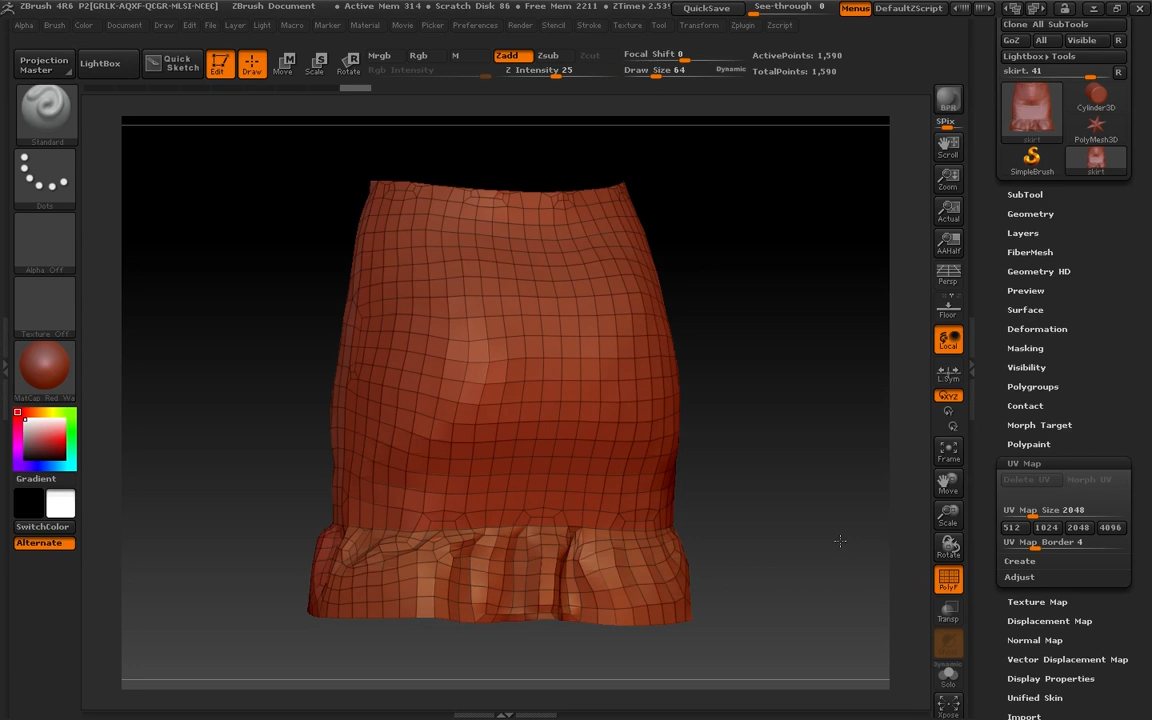 ZBrush 4R6 P2[GRLK-AQXF-QCGR-MLSI-NCEC] ZBrush Document • Active Mem 314 • Scratch Disk 86 • Free Mem 2211 • ZTime▸2.539 QuickSave See-through 0 Menus DefaultZScript
Alpha Brush Color Document Draw Edit File Layer Light Macro Marker Material Movie Picker Preferences Render Stencil Stroke Texture Tool Transform Zplugin Zscript
Projection Master
LightBox
Quick Sketch
Edit Draw Move Scale Rotate
Mrgb Rgb M
Rgb Intensity
Zadd Zsub Zcut
Z Intensity 25
Focal Shift 0
Draw Size 64 Dynamic
ActivePoints: 1,590
TotalPoints: 1,590
Standard
Dots
Alpha Off
Texture Off
MatCap Red Wa
Gradient
SwitchColor
Alternate
BPR
SPix
Scroll
Zoom
Actual
AAHalf
Persp
Floor
Local
L.Sym
XYZ
Frame
Move
Scale
Rotate
PolyF
Transp
Dynamic
Solo
Xpose
Clone All SubTools
GoZ All Visible R
Lightbox▸Tools
skirt. 41 R
skirt
Cylinder3D
PolyMesh3D
SimpleBrush
skirt
SubTool
Geometry
Layers
FiberMesh
Geometry HD
Preview
Surface
Deformation
Masking
Visibility
Polygroups
Contact
Morph Target
Polypaint
UV Map
Delete UV Morph UV
UV Map Size 2048
512 1024 2048 4096
UV Map Border 4
Create
Adjust
Texture Map
Displacement Map
Normal Map
Vector Displacement Map
Display Properties
Unified Skin
Import